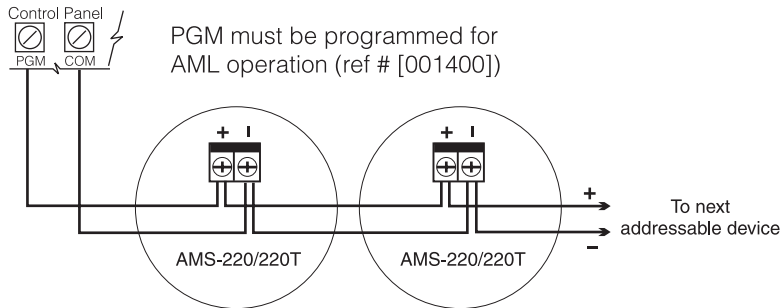 Control Panel
PGM COM
PGM must be programmed for
AML operation (ref # [001400])
+ - + -
+
To next
addressable device
-
AMS-220/220T AMS-220/220T